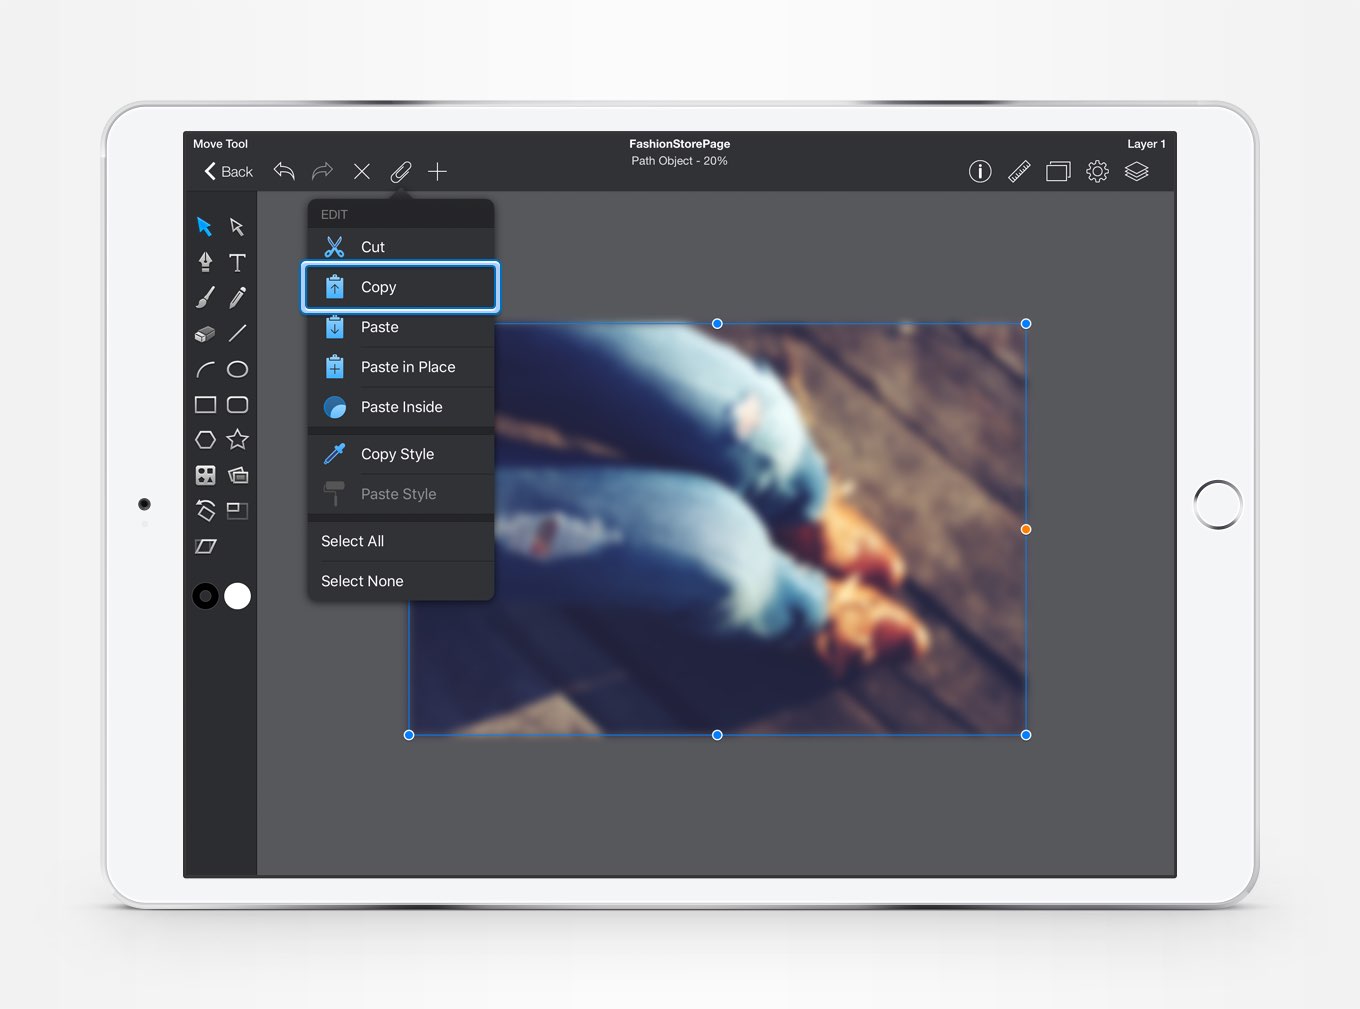 Move Tool
FashionStorePage
Layer 1
Back
Path Object - 20%
EDIT
Cut
Copy
Paste
Paste in Place
Paste Inside
Copy Style
Paste Style
Select All
Select None